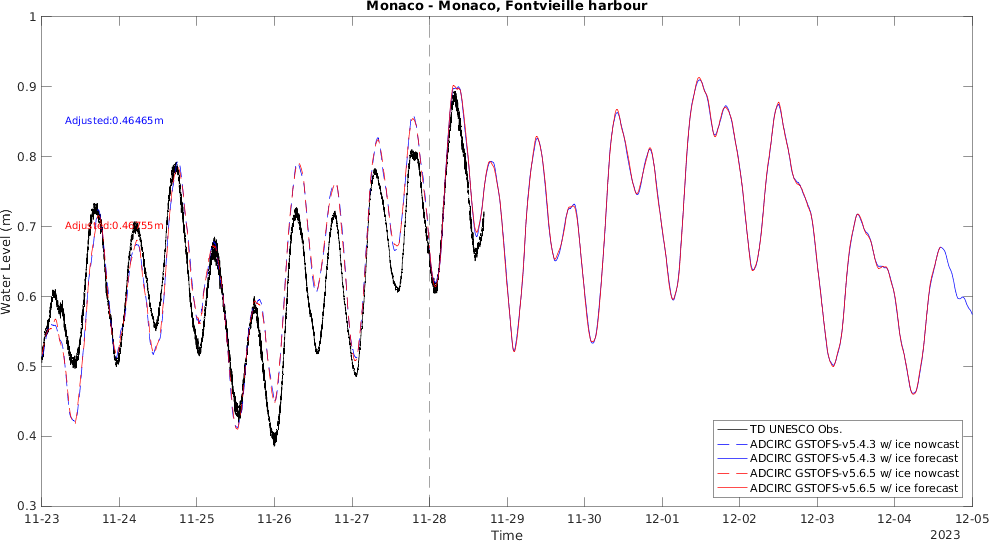 Monaco - Monaco, Fontvieille harbour
1
0.9
0.8
0.7
0.6
0.5
0.4
0.3
Water Level (m)
Adjusted:0.46465m
Adjusted:0.46755m
TD UNESCO Obs.
ADCIRC GSTOFS-v5.4.3 w/ ice nowcast
ADCIRC GSTOFS-v5.4.3 w/ ice forecast
ADCIRC GSTOFS-v5.6.5 w/ ice nowcast
ADCIRC GSTOFS-v5.6.5 w/ ice forecast
11-23 11-24 11-25 11-26 11-27 11-28 11-29 11-30 12-01 12-02 12-03 12-04 12-05
Time
2023